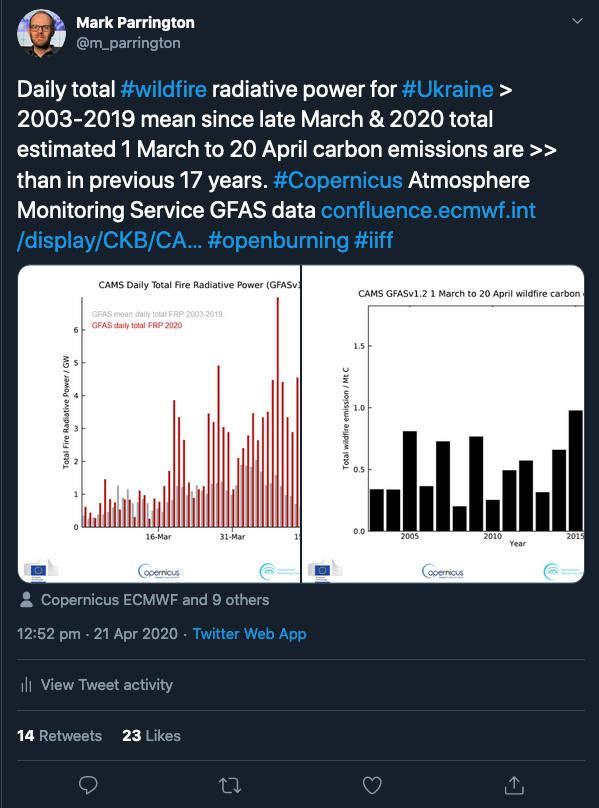 Mark Parrington
@m_parrington
Daily total #wildfire radiative power for #Ukraine >
2003-2019 mean since late March & 2020 total
estimated 1 March to 20 April carbon emissions are >>
than in previous 17 years. #Copernicus Atmosphere
Monitoring Service GFAS data confluence.ecmwf.int
/display/CKB/CA... #openburning #iiff
CAMS Daily Total Fire Radiative Power (GFASv1
GFAS mean daily total FRP 2003-2019
GFAS daily total FRP 2020
Total Fire Radiative Power / GW
6
5
4
3
2
1
0
16-Mar 31-Mar 15
Copernicus
CAMS GFASv1.2 1 March to 20 April wildfire carbon
Total wildfire emission / Mt C
1.5
1.0
0.5
0.0
2005 2010 2015
Year
Copernicus
Copernicus ECMWF and 9 others
12:52 pm · 21 Apr 2020 · Twitter Web App
View Tweet activity
14 Retweets 23 Likes